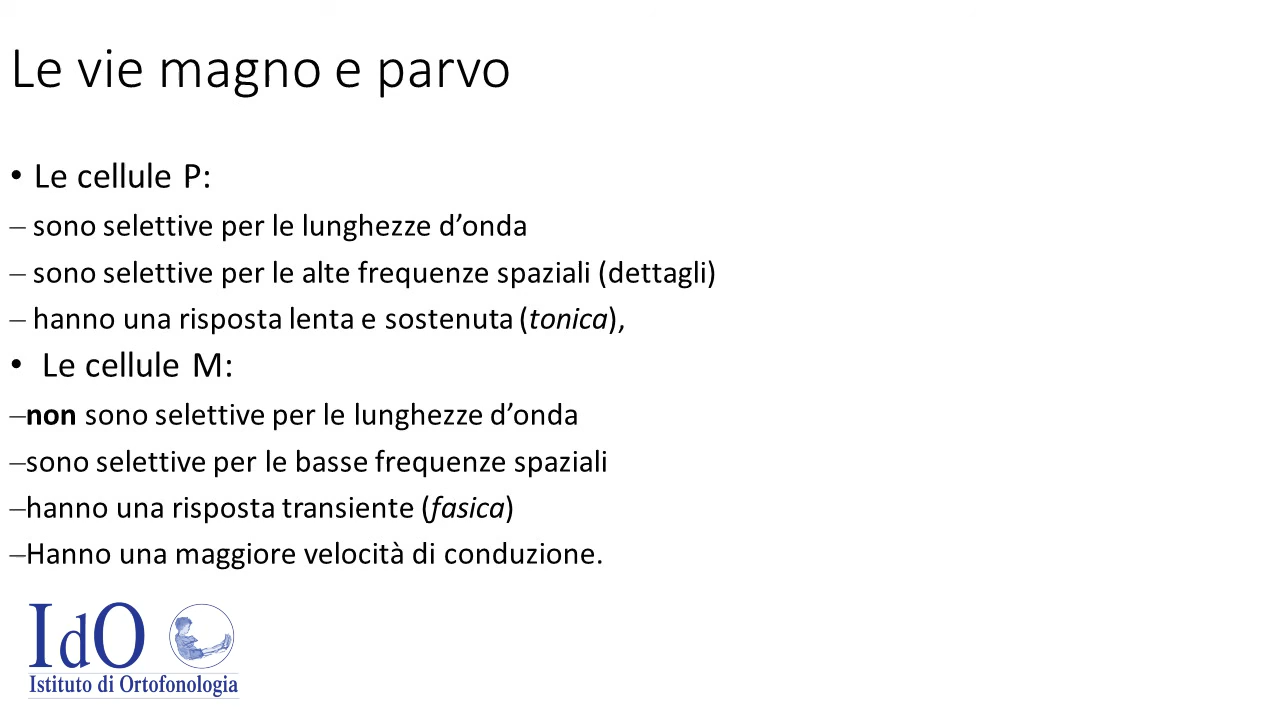 Le vie magno e parvo
• Le cellule P:
– sono selettive per le lunghezze d’onda
– sono selettive per le alte frequenze spaziali (dettagli)
– hanno una risposta lenta e sostenuta (tonica),
• Le cellule M:
–non sono selettive per le lunghezze d’onda
–sono selettive per le basse frequenze spaziali
–hanno una risposta transiente (fasica)
–Hanno una maggiore velocità di conduzione.
IdO
Istituto di Ortofonologia